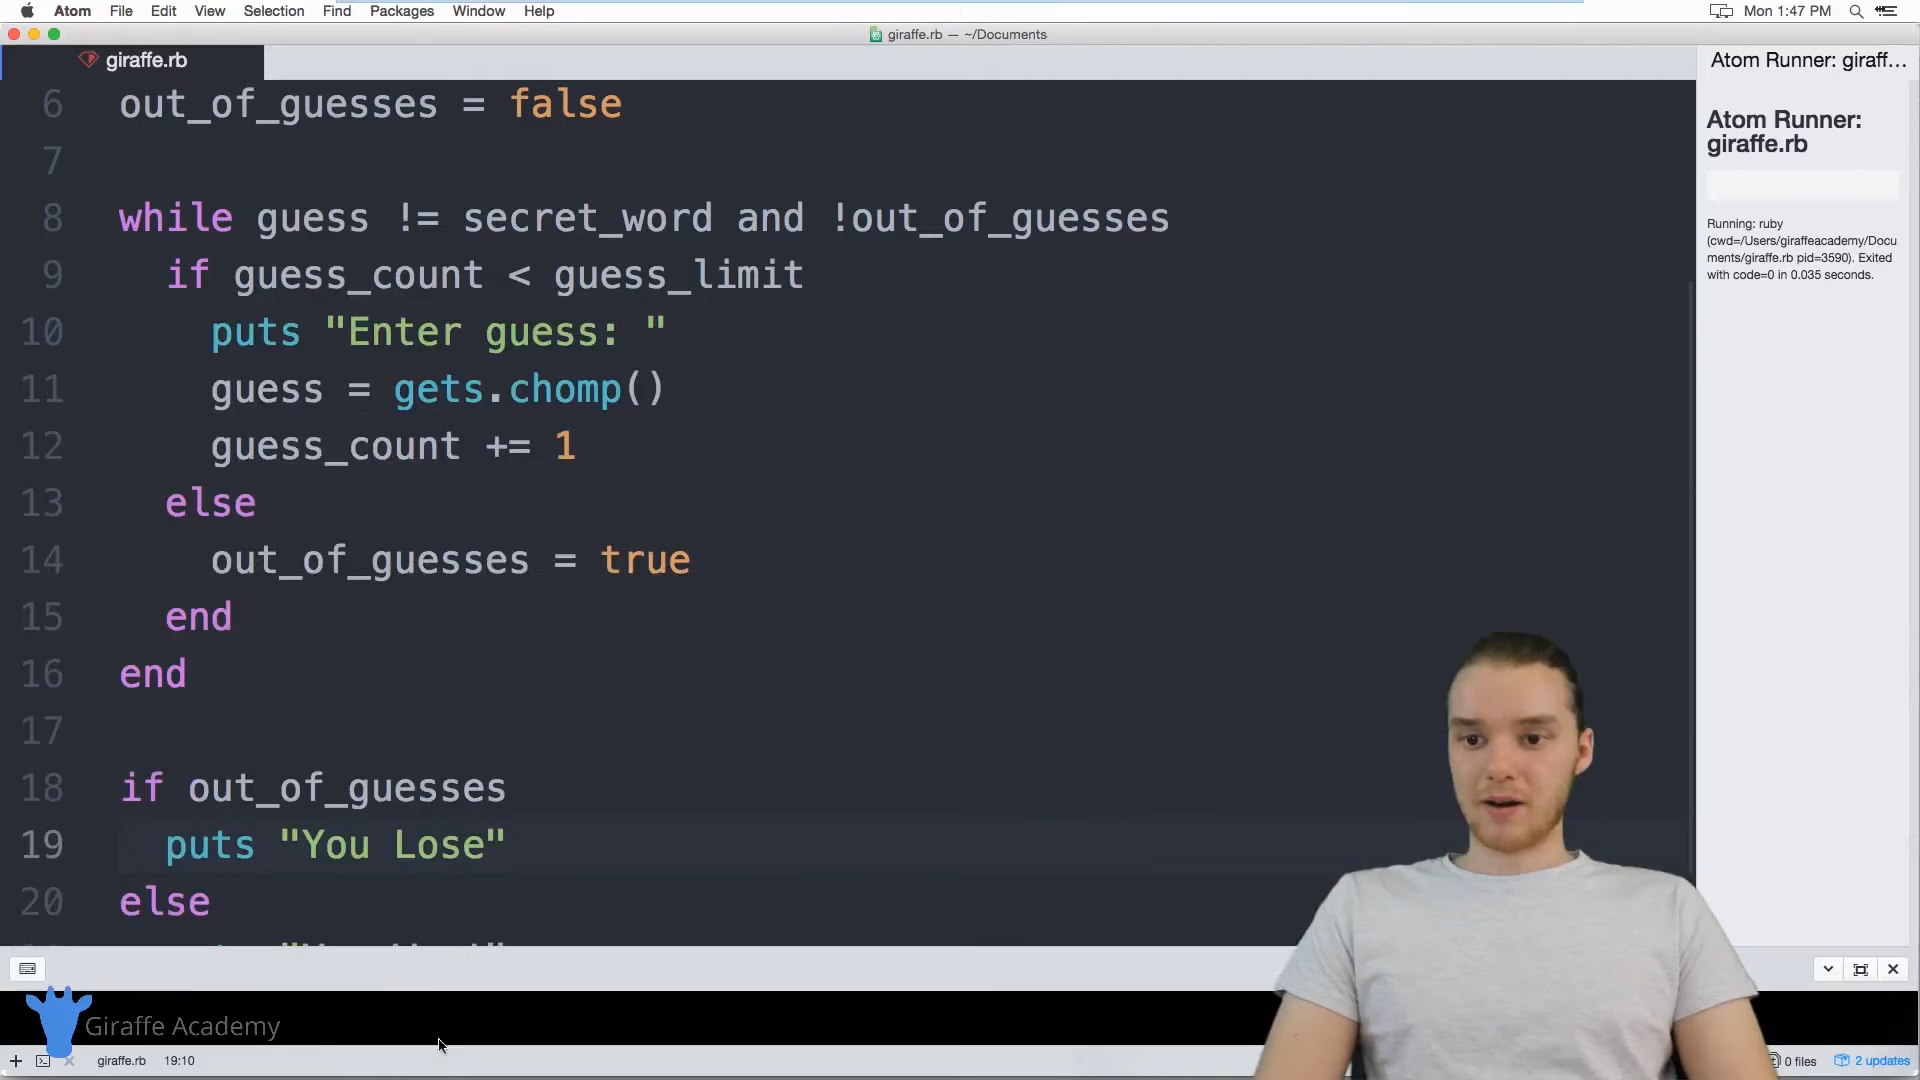 Atom File Edit View Selection Find Packages Window Help Mon 1:47 PM
giraffe.rb — ~/Documents
giraffe.rb
Atom Runner: giraff...
6 out_of_guesses = false
7
8 while guess != secret_word and !out_of_guesses
9 if guess_count < guess_limit
10 puts "Enter guess: "
11 guess = gets.chomp()
12 guess_count += 1
13 else
14 out_of_guesses = true
15 end
16 end
17
18 if out_of_guesses
19 puts "You Lose"
20 else
Atom Runner:
giraffe.rb
Running: ruby
(cwd=/Users/giraffeacademy/Docu
ments/giraffe.rb pid=3590). Exited
with code=0 in 0.035 seconds.
Giraffe Academy
giraffe.rb 19:10 0 files 2 updates